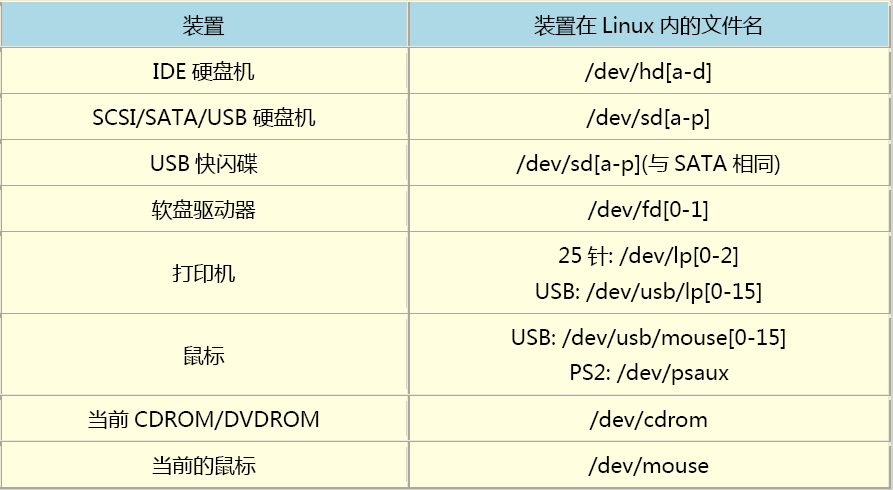 装置 装置在 Linux 内的文件名
IDE 硬盘机 /dev/hd[a-d]
SCSI/SATA/USB 硬盘机 /dev/sd[a-p]
USB 快闪碟 /dev/sd[a-p](与 SATA 相同)
软盘驱动器 /dev/fd[0-1]
打印机 25 针: /dev/lp[0-2]
USB: /dev/usb/lp[0-15]
鼠标 USB: /dev/usb/mouse[0-15]
PS2: /dev/psaux
当前 CDROM/DVDROM /dev/cdrom
当前的鼠标 /dev/mouse